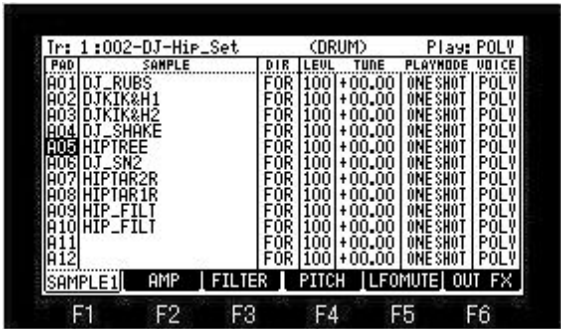 Tr: 1:002-DJ-Hip_Set (DRUM) Play: POLY
PAD SAMPLE DIR LEVL TUNE PLAYMODE VOICE
A01 DJ_RUBS FOR 100 +00.00 ONESHOT POLY
A02 DJKIK&H1 FOR 100 +00.00 ONESHOT POLY
A03 DJKIK&H2 FOR 100 +00.00 ONESHOT POLY
A04 DJ_SHAKE FOR 100 +00.00 ONESHOT POLY
A05 HIPTREE FOR 100 +00.00 ONESHOT POLY
A06 DJ_SN2 FOR 100 +00.00 ONESHOT POLY
A07 HIPTAR2R FOR 100 +00.00 ONESHOT POLY
A08 HIPTAR1R FOR 100 +00.00 ONESHOT POLY
A09 HIP_FILT FOR 100 +00.00 ONESHOT POLY
A10 HIP_FILT FOR 100 +00.00 ONESHOT POLY
A11 FOR 100 +00.00 ONESHOT POLY
A12 FOR 100 +00.00 ONESHOT POLY
SAMPLE1 AMP FILTER PITCH LFOMUTE OUT FX
F1 F2 F3 F4 F5 F6